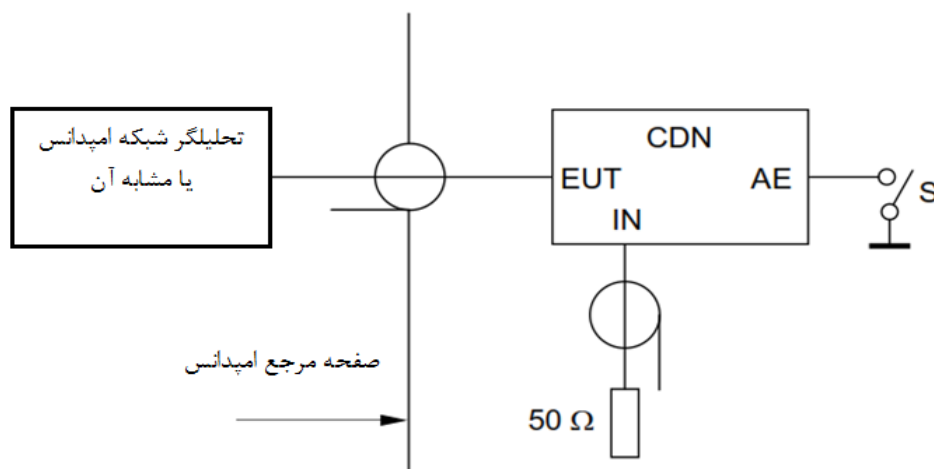 تحلیلگر شبکه امپدانس
یا مشابه آن
CDN
EUT
AE
S
IN
صفحه مرجع امپدانس
50 Ω